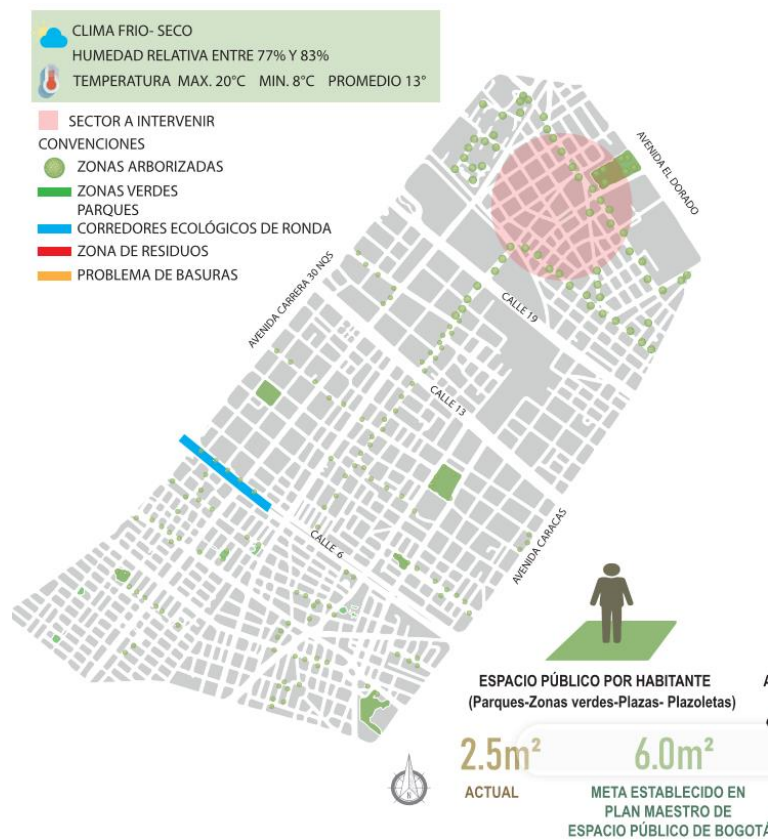 CLIMA FRIO- SECO
HUMEDAD RELATIVA ENTRE 77% Y 83%
TEMPERATURA MAX. 20°C MIN. 8°C PROMEDIO 13°
SECTOR A INTERVENIR
CONVENCIONES
ZONAS ARBORIZADAS
ZONAS VERDES
PARQUES
CORREDORES ECOLÓGICOS DE RONDA
ZONA DE RESIDUOS
PROBLEMA DE BASURAS
AVENIDA EL DORADO
AVENIDA CARRERA 30 NQS
CALLE 19
CALLE 13
CALLE 6
AVENIDA CARACAS
ESPACIO PÚBLICO POR HABITANTE
(Parques-Zonas verdes-Plazas- Plazoletas)
2.5m²
ACTUAL
6.0m²
META ESTABLECIDO EN
PLAN MAESTRO DE
ESPACIO PÚBLICO DE BOGOTÁ